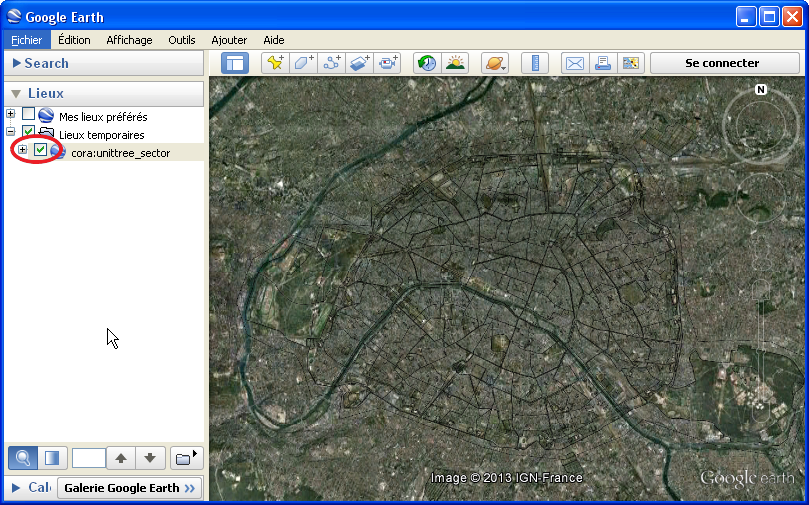 Google Earth
Fichier Édition Affichage Outils Ajouter Aide
Search
Se connecter
Lieux
Mes lieux préférés
Lieux temporaires
cora:unittree_sector
N
Image © 2013 IGN-France
Google earth
Cal
Galerie Google Earth »